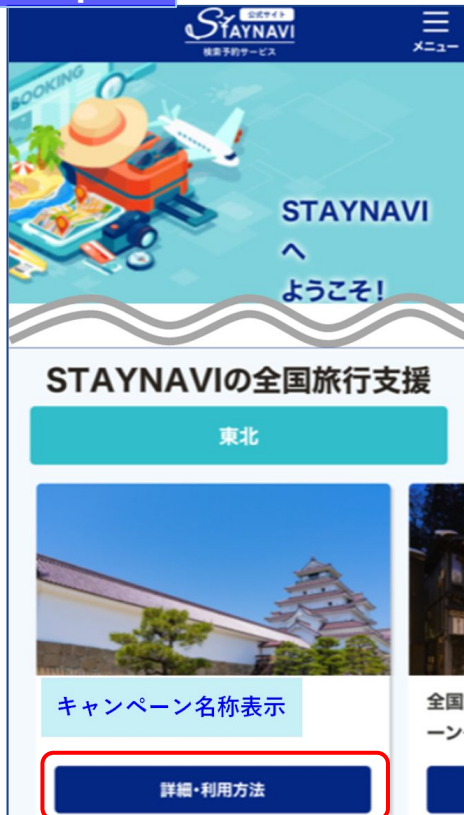 公式サイト
STAYNAVI
検索予約サービス
メニュー
BOOKING
STAYNAVI
へ
ようこそ！
STAYNAVIの全国旅行支援
東北
キャンペーン名称表示
全国
ーン
詳細・利用方法